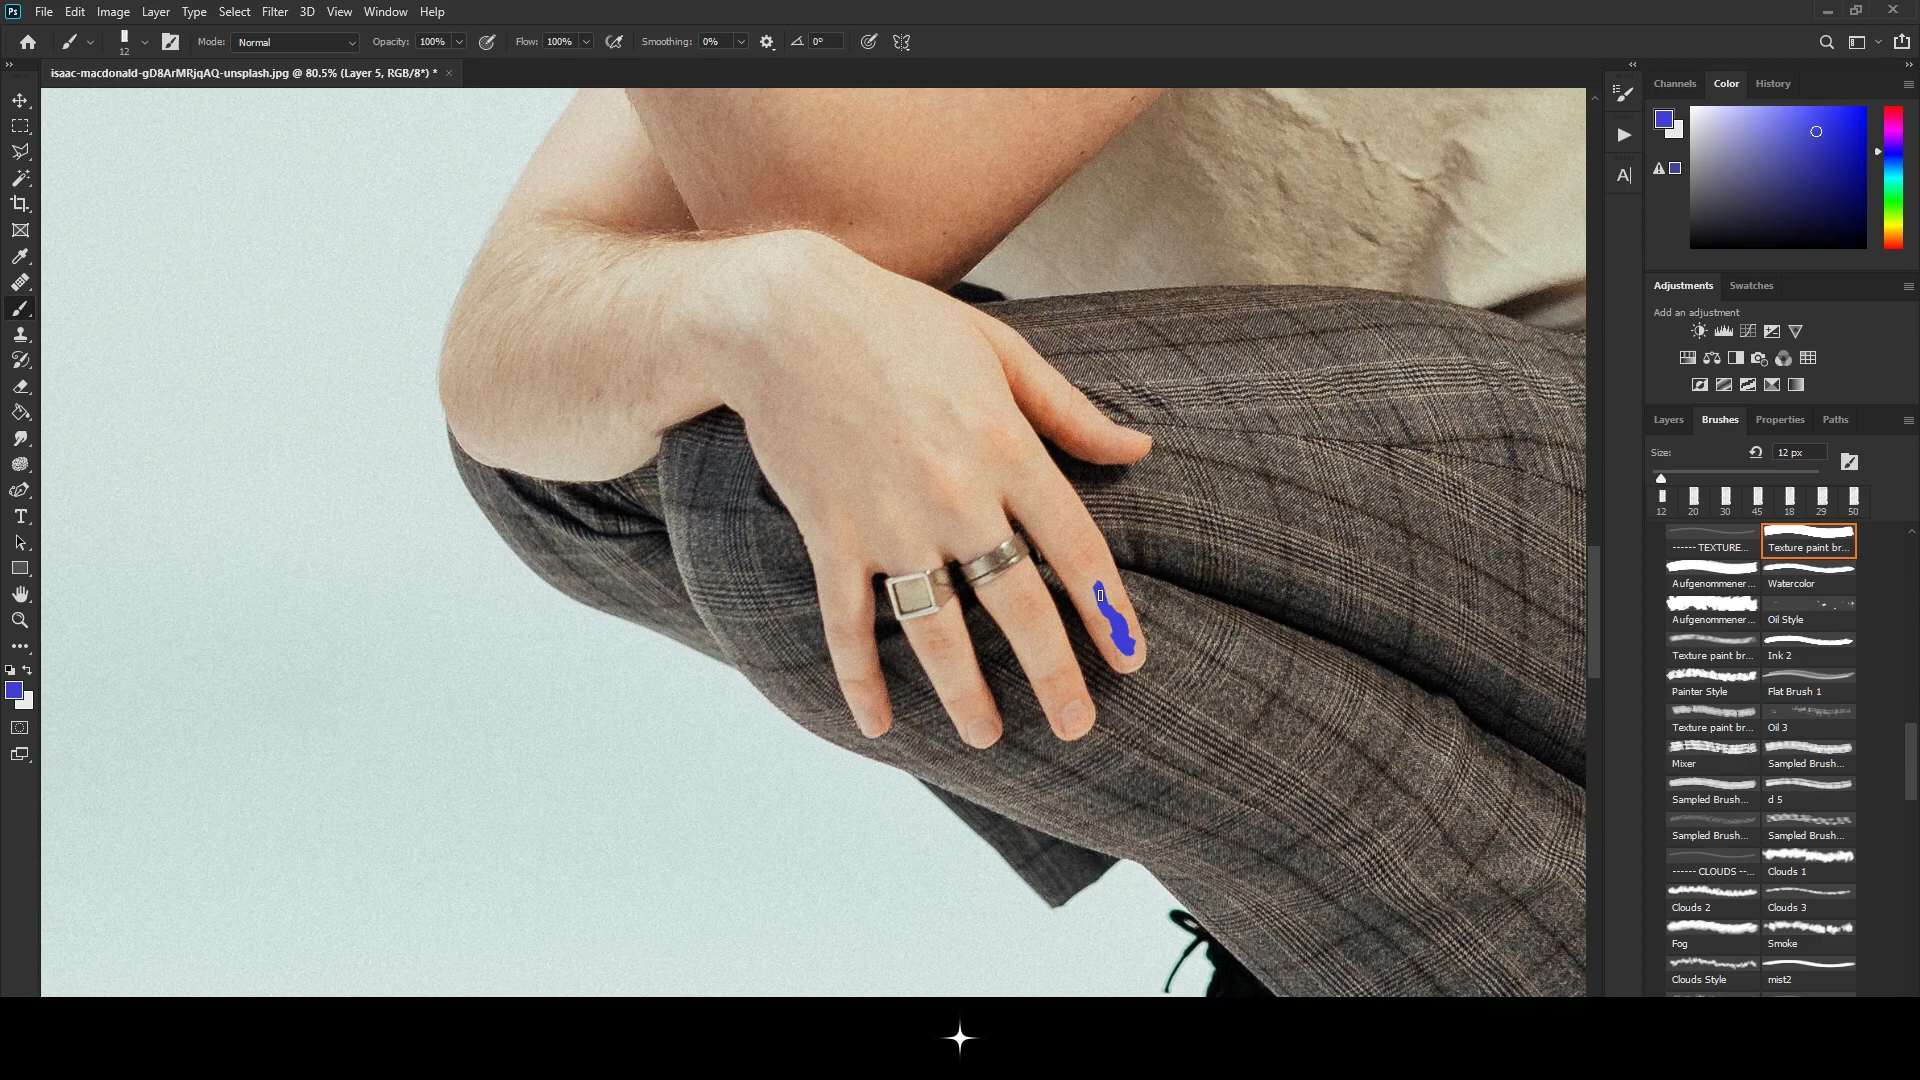 Ps File Edit Image Layer Type Select Filter 3D View Window Help
12 Mode: Normal Opacity: 100% Flow: 100% Smoothing: 0% 0°
isaac-macdonald-gD8ArMRjqAQ-unsplash.jpg @ 80.5% (Layer 5, RGB/8*) * ×
Channels Color History
Adjustments Swatches
Add an adjustment
Layers Brushes Properties Paths
Size: 12 px
12 20 30 45 18 29 50
------ TEXTURE... Texture paint br...
Aufgenommener... Watercolor
Aufgenommener... Oil Style
Texture paint br... Ink 2
Painter Style Flat Brush 1
Texture paint br... Oil 3
Mixer Sampled Brush...
Sampled Brush... d 5
Sampled Brush... Sampled Brush...
------ CLOUDS --... Clouds 1
Clouds 2 Clouds 3
Fog Smoke
Clouds Style mist2